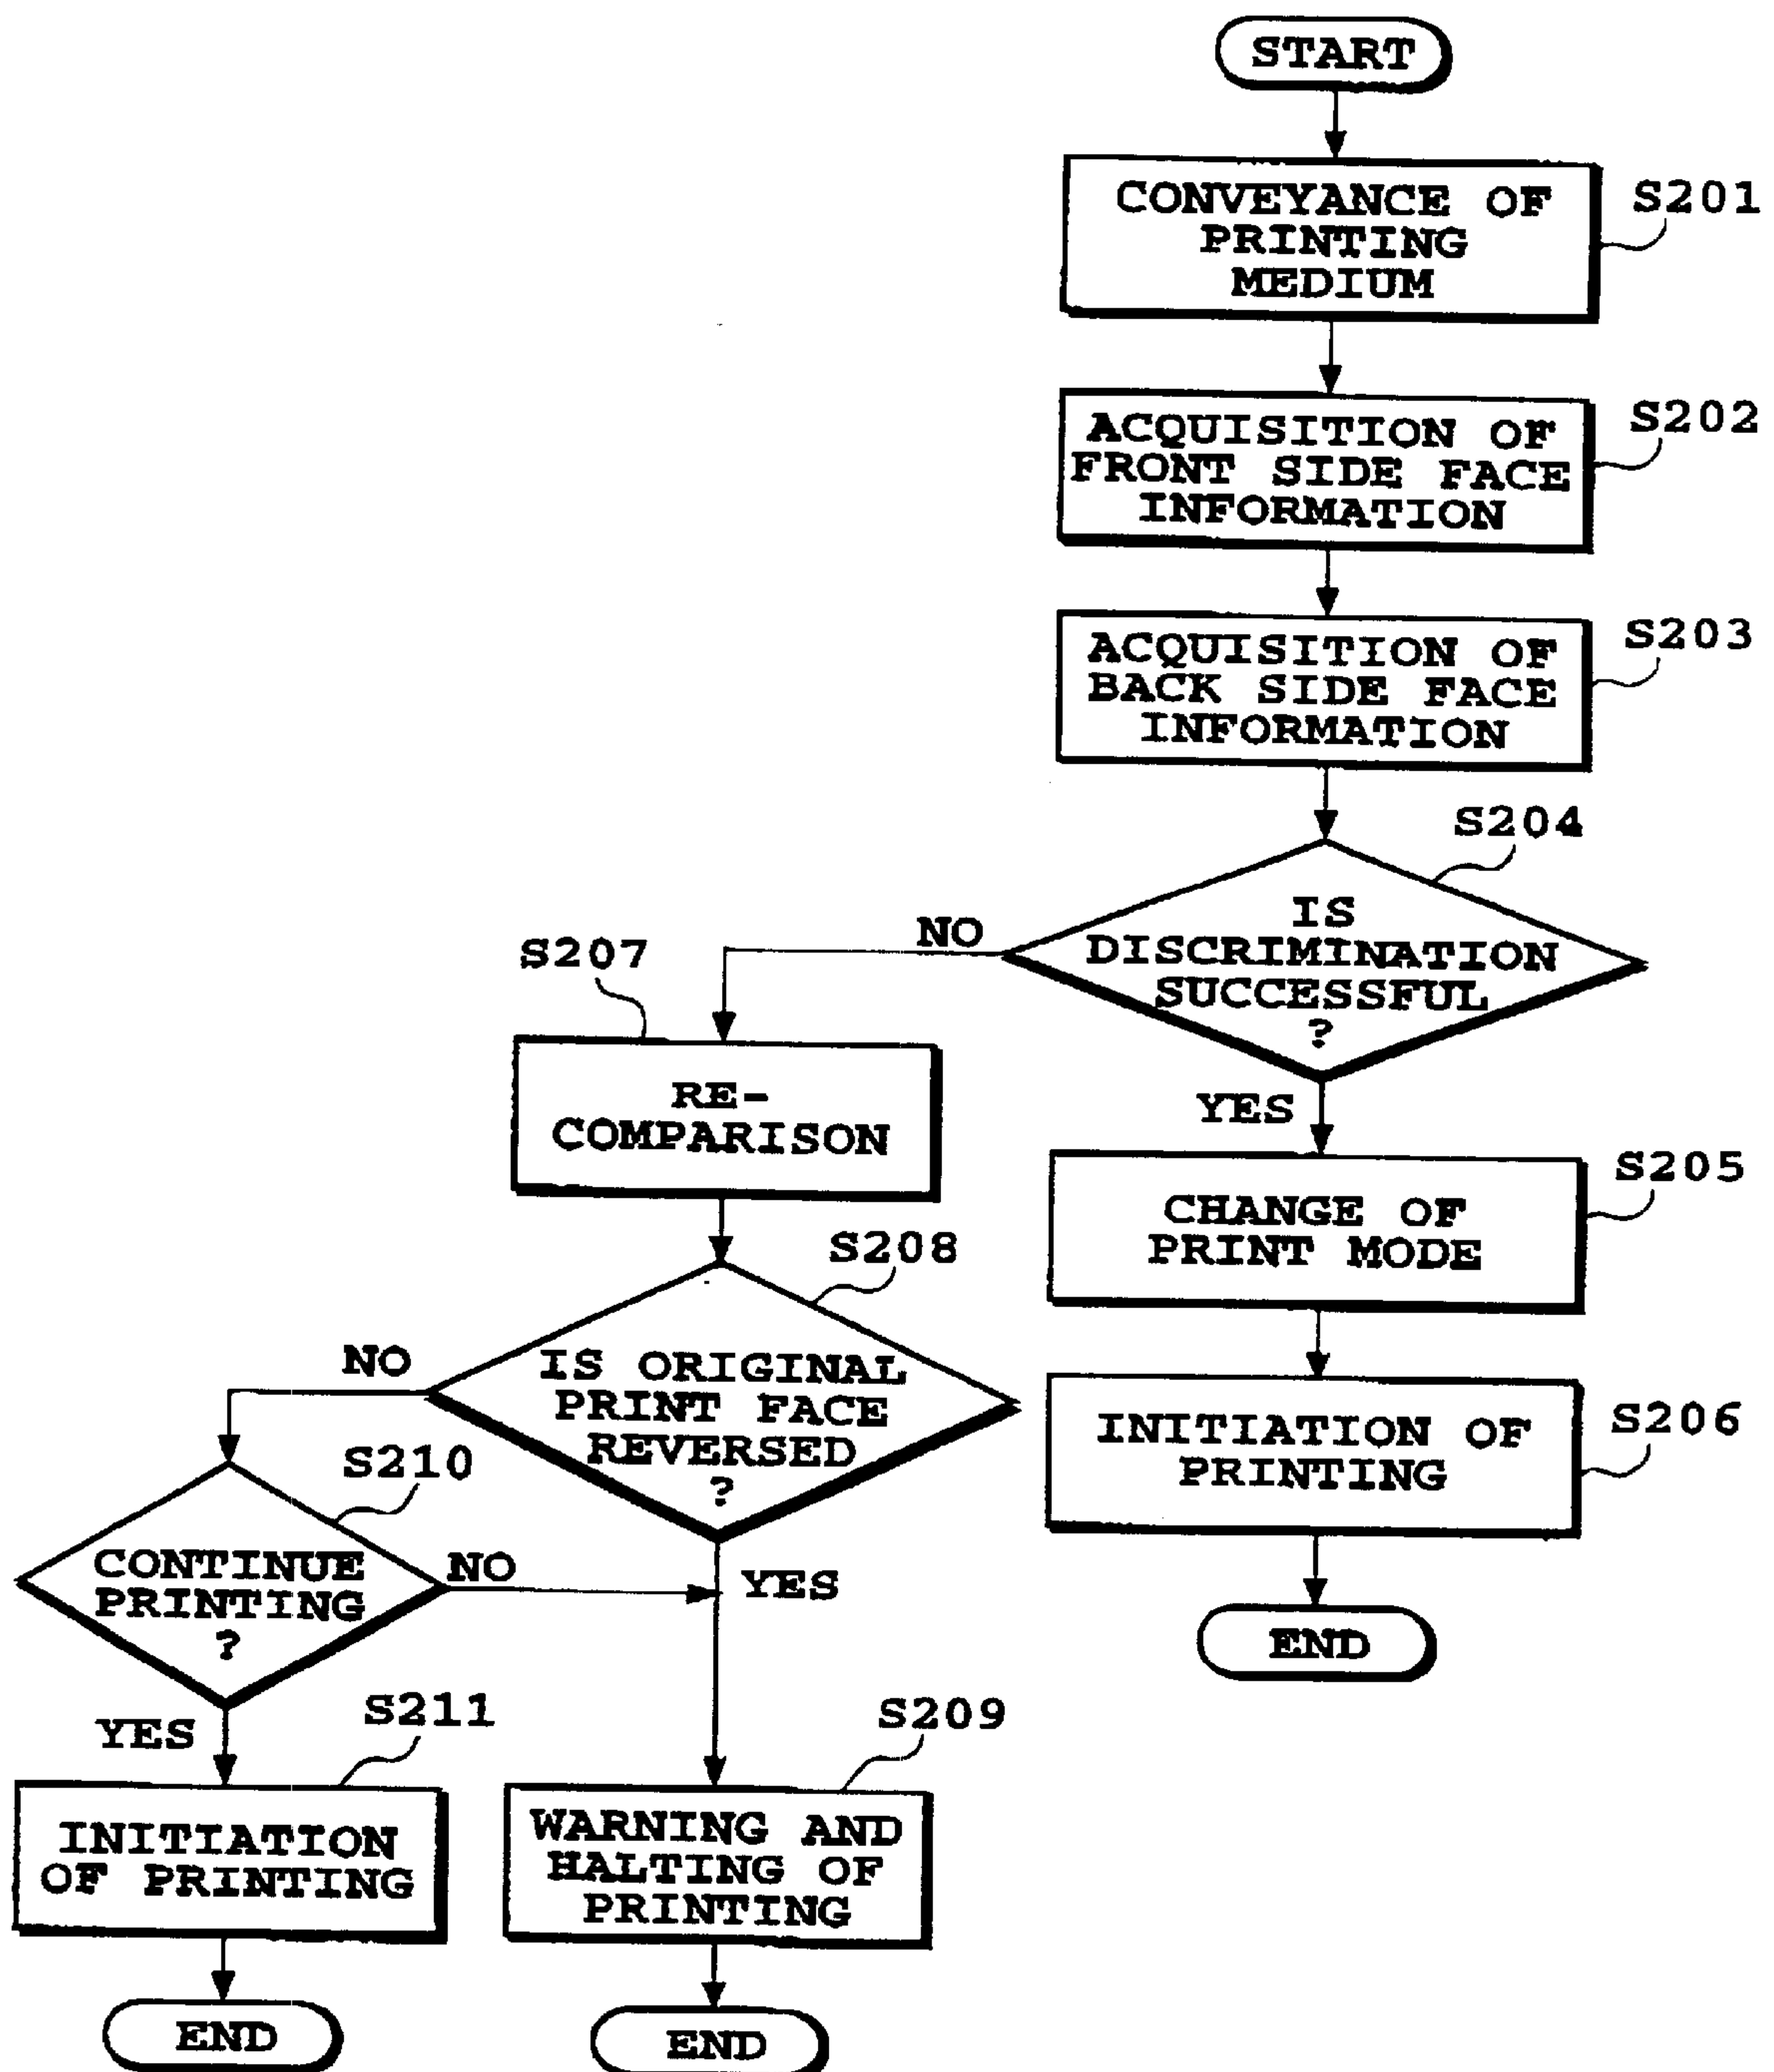 START
CONVEYANCE OF
PRINTING
MEDIUM
S201
ACQUISITION OF
FRONT SIDE FACE
INFORMATION
S202
ACQUISITION OF
BACK SIDE FACE
INFORMATION
S203
S204
IS
DISCRIMINATION
SUCCESSFUL
?
NO
YES
S205
CHANGE OF
PRINT MODE
S206
INITIATION OF
PRINTING
END
S207
RE-
COMPARISON
S208
IS ORIGINAL
PRINT FACE
REVERSED
?
NO
YES
S210
CONTINUE
PRINTING
?
NO
YES
S211
INITIATION
OF PRINTING
END
S209
WARNING AND
HALTING OF
PRINTING
END